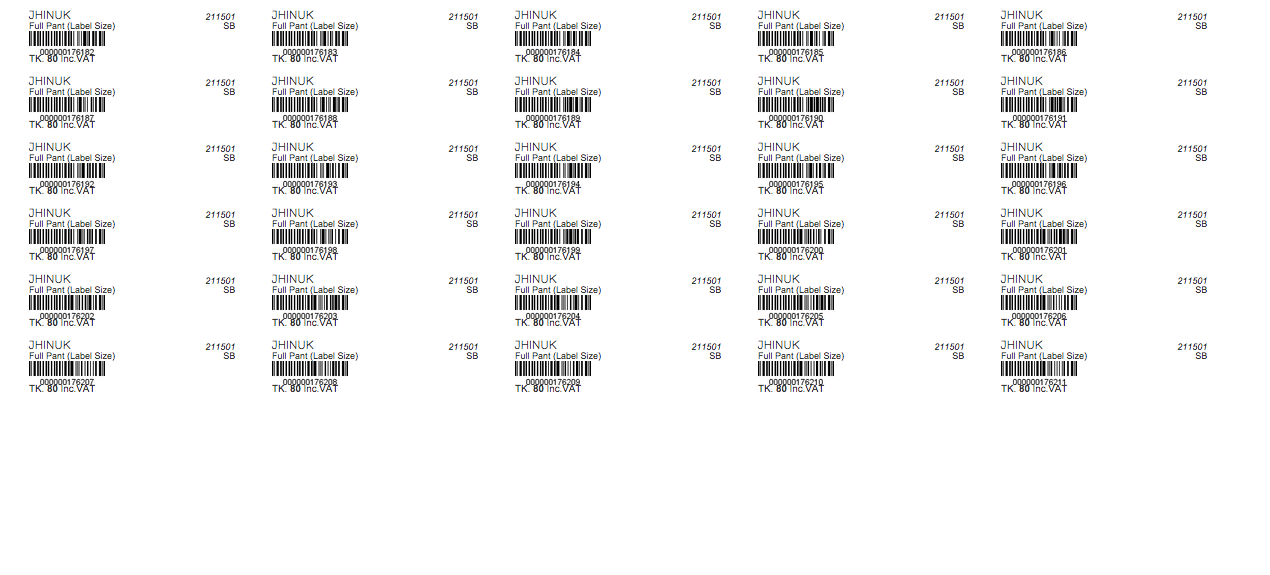 JHINUK 211501 JHINUK 211501 JHINUK 211501 JHINUK 211501 JHINUK 211501
Full Pant (Label Size) SB Full Pant (Label Size) SB Full Pant (Label Size) SB Full Pant (Label Size) SB Full Pant (Label Size) SB
000000176182 000000176183 000000176184 000000176185 000000176186
TK. 80 Inc.VAT TK. 80 Inc.VAT TK. 80 Inc.VAT TK. 80 Inc.VAT TK. 80 Inc.VAT
JHINUK 211501 JHINUK 211501 JHINUK 211501 JHINUK 211501 JHINUK 211501
Full Pant (Label Size) SB Full Pant (Label Size) SB Full Pant (Label Size) SB Full Pant (Label Size) SB Full Pant (Label Size) SB
000000176187 000000176188 000000176189 000000176190 000000176191
TK. 80 Inc.VAT TK. 80 Inc.VAT TK. 80 Inc.VAT TK. 80 Inc.VAT TK. 80 Inc.VAT
JHINUK 211501 JHINUK 211501 JHINUK 211501 JHINUK 211501 JHINUK 211501
Full Pant (Label Size) SB Full Pant (Label Size) SB Full Pant (Label Size) SB Full Pant (Label Size) SB Full Pant (Label Size) SB
000000176192 000000176193 000000176194 000000176195 000000176196
TK. 80 Inc.VAT TK. 80 Inc.VAT TK. 80 Inc.VAT TK. 80 Inc.VAT TK. 80 Inc.VAT
JHINUK 211501 JHINUK 211501 JHINUK 211501 JHINUK 211501 JHINUK 211501
Full Pant (Label Size) SB Full Pant (Label Size) SB Full Pant (Label Size) SB Full Pant (Label Size) SB Full Pant (Label Size) SB
000000176197 000000176198 000000176199 000000176200 000000176201
TK. 80 Inc.VAT TK. 80 Inc.VAT TK. 80 Inc.VAT TK. 80 Inc.VAT TK. 80 Inc.VAT
JHINUK 211501 JHINUK 211501 JHINUK 211501 JHINUK 211501 JHINUK 211501
Full Pant (Label Size) SB Full Pant (Label Size) SB Full Pant (Label Size) SB Full Pant (Label Size) SB Full Pant (Label Size) SB
000000176202 000000176203 000000176204 000000176205 000000176206
TK. 80 Inc.VAT TK. 80 Inc.VAT TK. 80 Inc.VAT TK. 80 Inc.VAT TK. 80 Inc.VAT
JHINUK 211501 JHINUK 211501 JHINUK 211501 JHINUK 211501 JHINUK 211501
Full Pant (Label Size) SB Full Pant (Label Size) SB Full Pant (Label Size) SB Full Pant (Label Size) SB Full Pant (Label Size) SB
000000176207 000000176208 000000176209 000000176210 000000176211
TK. 80 Inc.VAT TK. 80 Inc.VAT TK. 80 Inc.VAT TK. 80 Inc.VAT TK. 80 Inc.VAT